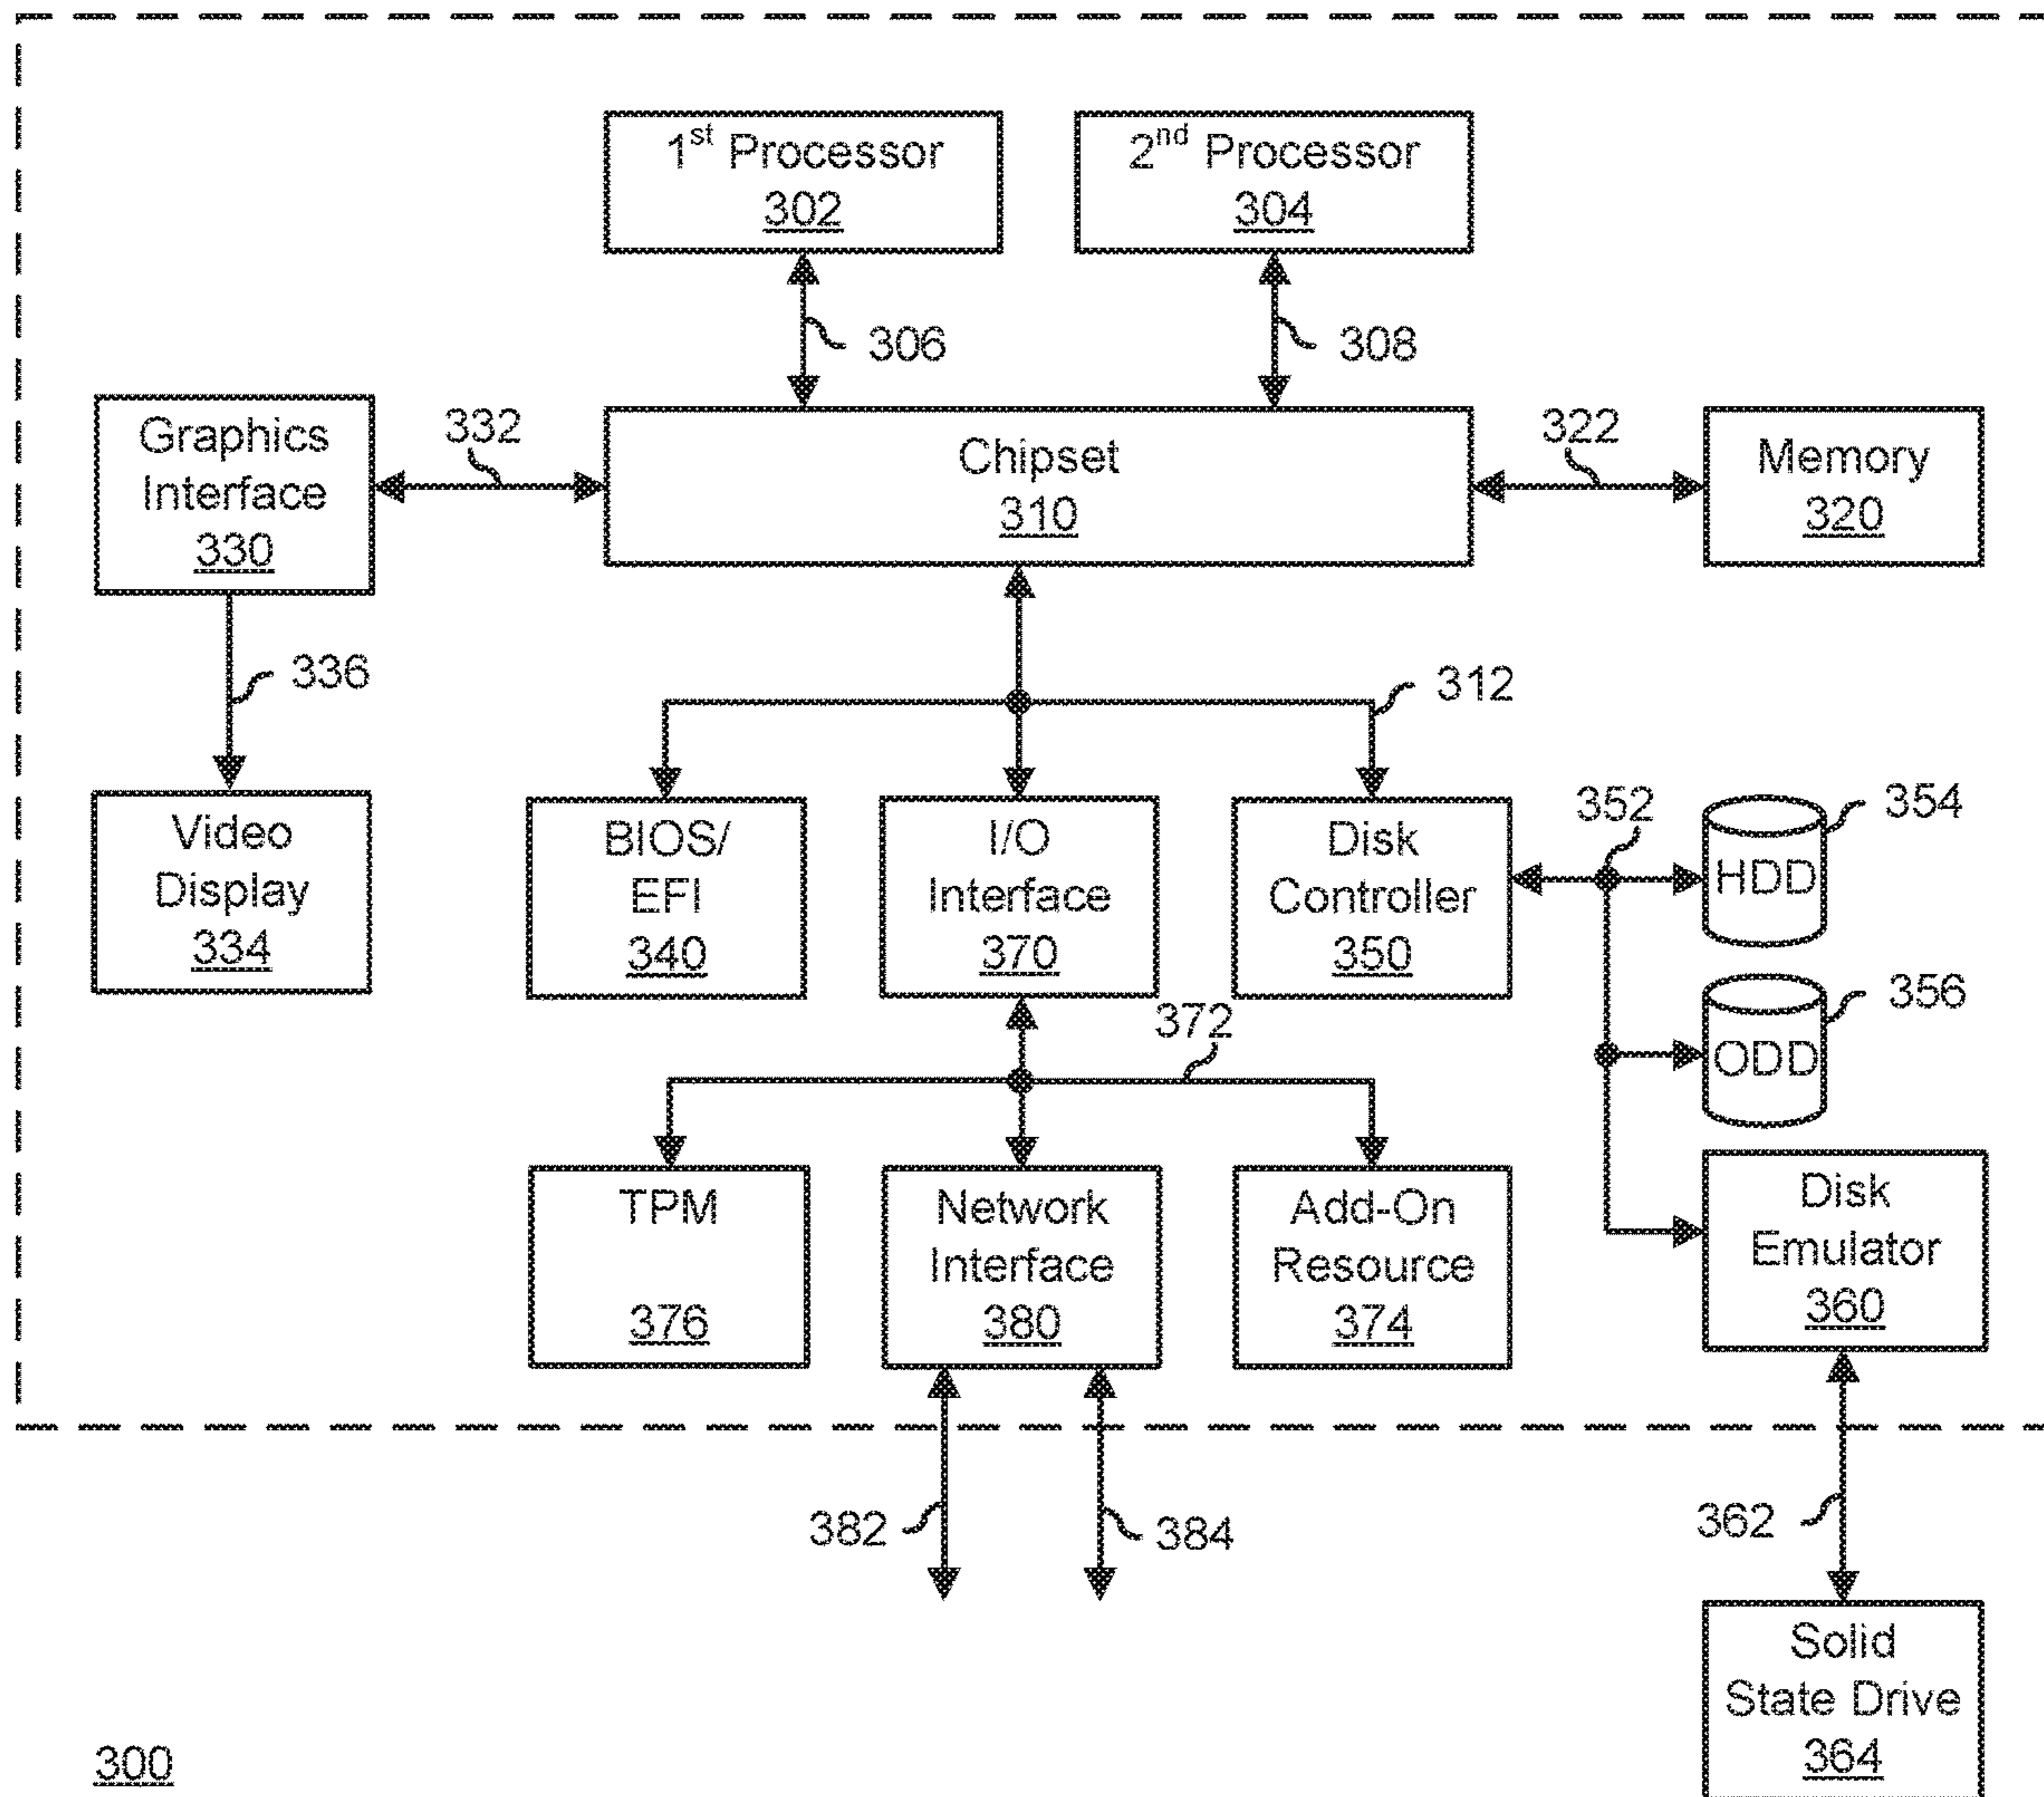 1st Processor
302
2nd Processor
304
306
308
Graphics
Interface
330
332
Chipset
310
322
Memory
320
336
312
Video
Display
334
BIOS/
EFI
340
I/O
Interface
370
Disk
Controller
350
352
HDD
354
ODD
356
372
TPM
376
Network
Interface
380
Add-On
Resource
374
Disk
Emulator
360
382
384
362
Solid
State Drive
364
300